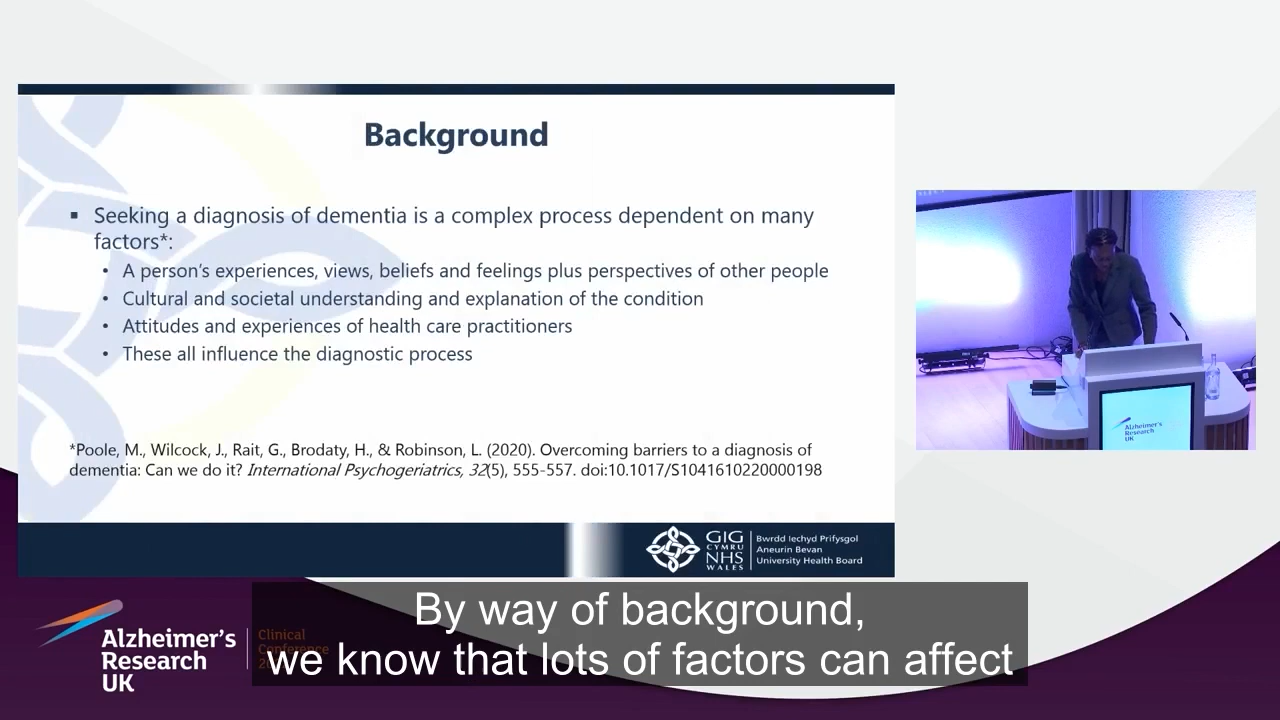 Background
▪ Seeking a diagnosis of dementia is a complex process dependent on many
factors*:
• A person's experiences, views, beliefs and feelings plus perspectives of other people
• Cultural and societal understanding and explanation of the condition
• Attitudes and experiences of health care practitioners
• These all influence the diagnostic process
*Poole, M., Wilcock, J., Rait, G., Brodaty, H., & Robinson, L. (2020). Overcoming barriers to a diagnosis of
dementia: Can we do it? International Psychogeriatrics, 32(5), 555-557. doi:10.1017/S1041610220000198
GIG
CYMRU
NHS
WALES
Bwrdd Iechyd Prifysgol
Aneurin Bevan
University Health Board
Alzheimer's
Research
UK
Alzheimer's
Research
UK
Clinical
Conference
By way of background,
we know that lots of factors can affect